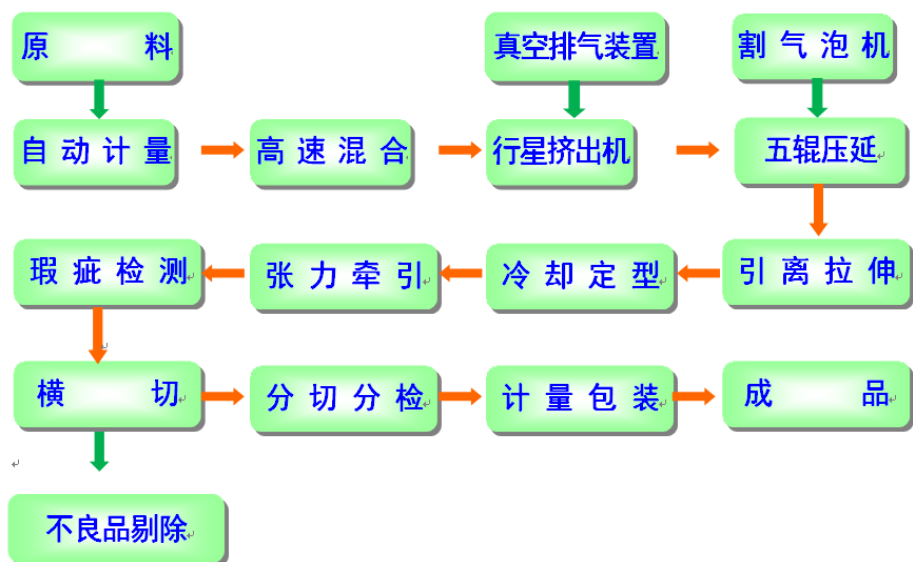 原 料
真空排气装置
割 气 泡 机
自 动 计 量
高 速 混 合
行星挤出机
五辊压延
瑕 疵 检 测
张 力 牵 引
冷 却 定 型
引 离 拉 伸
横 切
分 切 分 检
计 量 包 装
成 品
不良品剔除